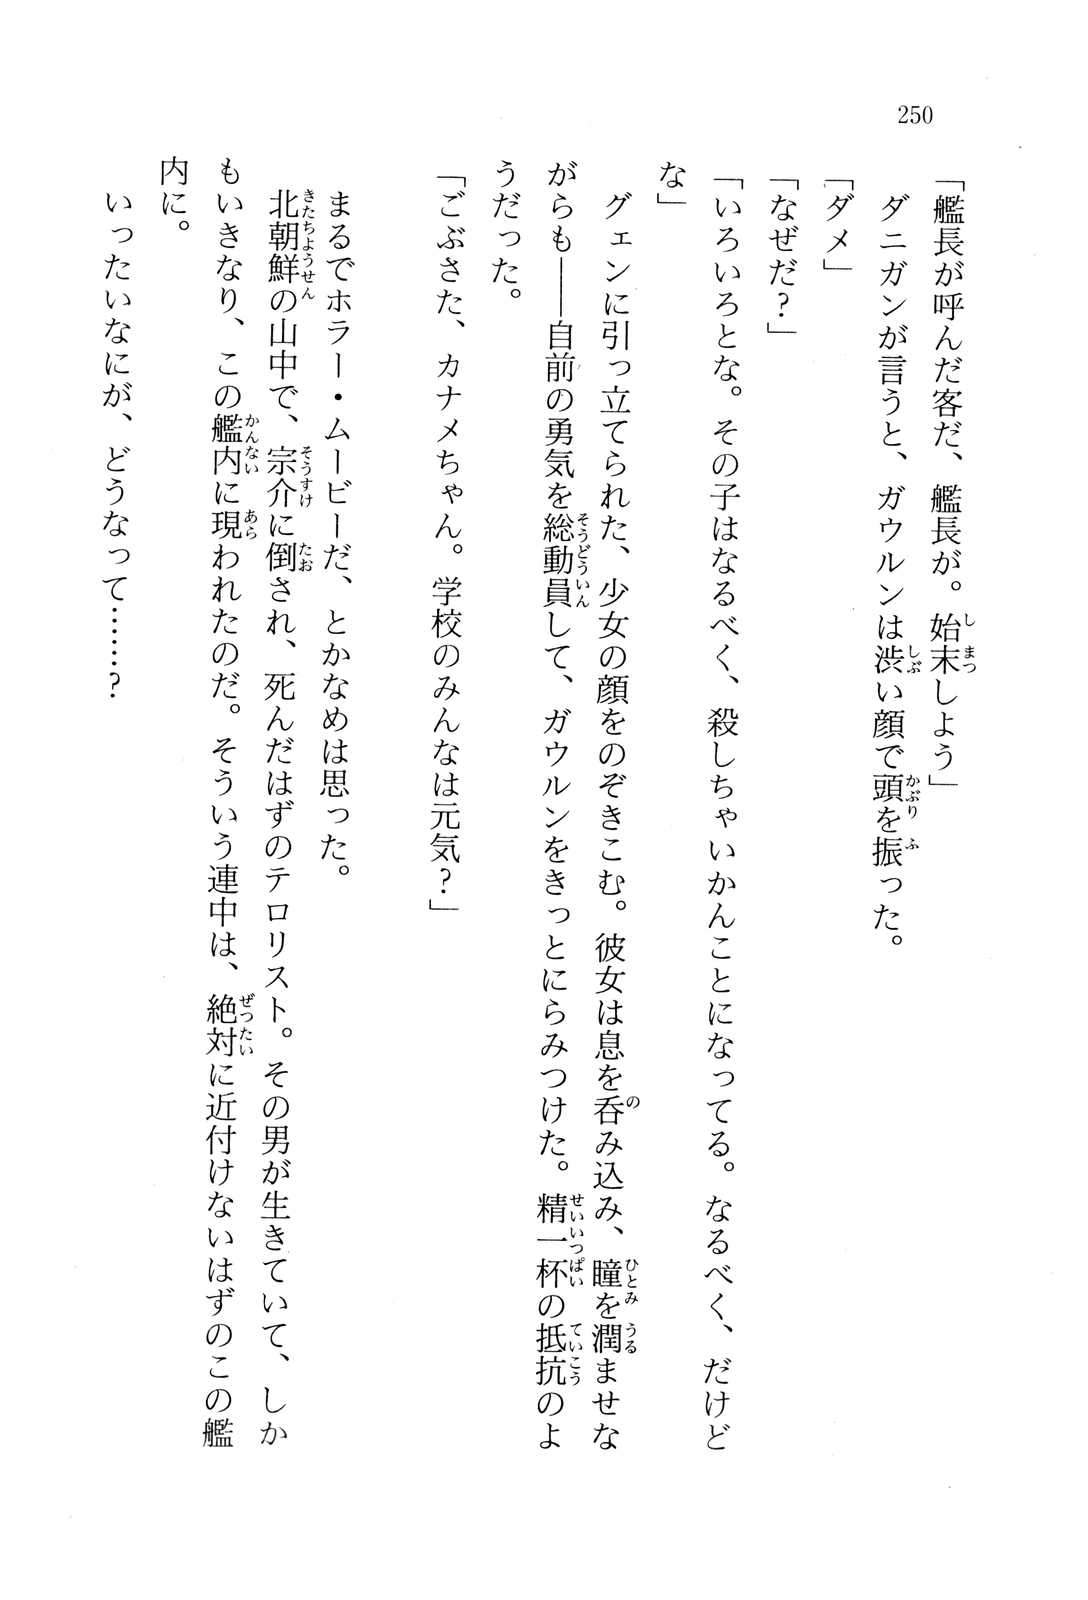 250
「艦長が呼んだ客だ、艦長が。始末しよう」
ダニガンが言うと、ガウルンは渋い顔で頭を振った。
「ダメ」
「なぜだ？」
「いろいろとな。その子はなるべく、殺しちゃいかんことになってる。なるべく、だけど
な」
グェンに引っ立てられた、少女の顔をのぞきこむ。彼女は息を呑み込み、瞳を潤ませな
がらも――自前の勇気を総動員して、ガウルンをきっとにらみつけた。精一杯の抵抗のよ
うだった。
「ごぶさた、カナメちゃん。学校のみんなは元気？」
まるでホラー・ムービーだ、とかなめは思った。
北朝鮮の山中で、宗介に倒され、死んだはずのテロリスト。その男が生きていて、しか
もいきなり、この艦内に現われたのだ。そういう連中は、絶対に近付けないはずのこの艦
内に。
いったいなにが、どうなって……？